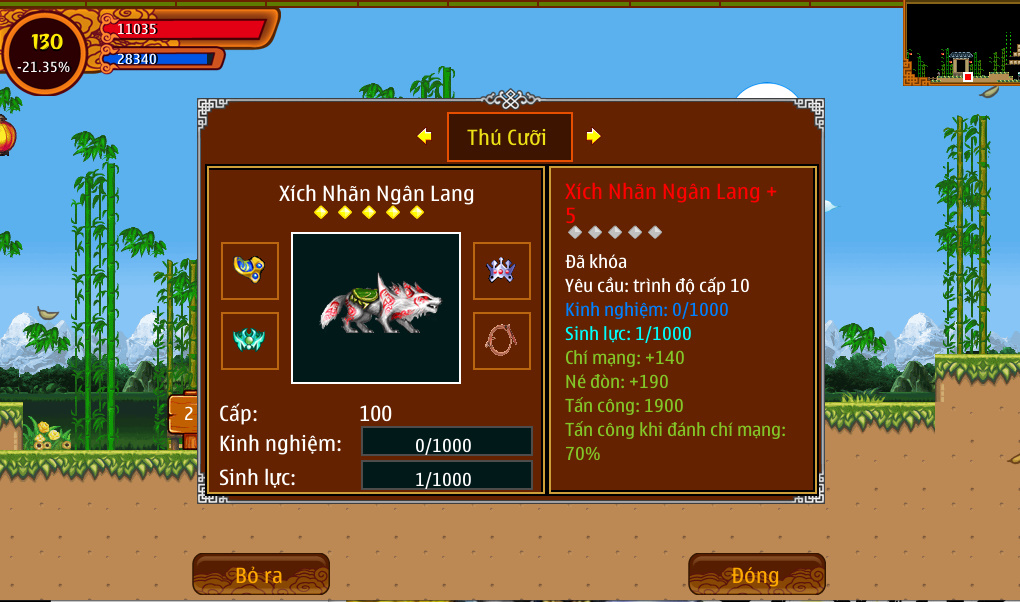 130
-21.35%
11035
28340
Thú Cưỡi
Xích Nhãn Ngân Lang
Cấp: 100
Kinh nghiệm: 0/1000
Sinh lực: 1/1000
Xích Nhãn Ngân Lang +
5
Đã khóa
Yêu cầu: trình độ cấp 10
Kinh nghiệm: 0/1000
Sinh lực: 1/1000
Chí mạng: +140
Né đòn: +190
Tấn công: 1900
Tấn công khi đánh chí mạng:
70%
2
Bỏ ra
Đóng